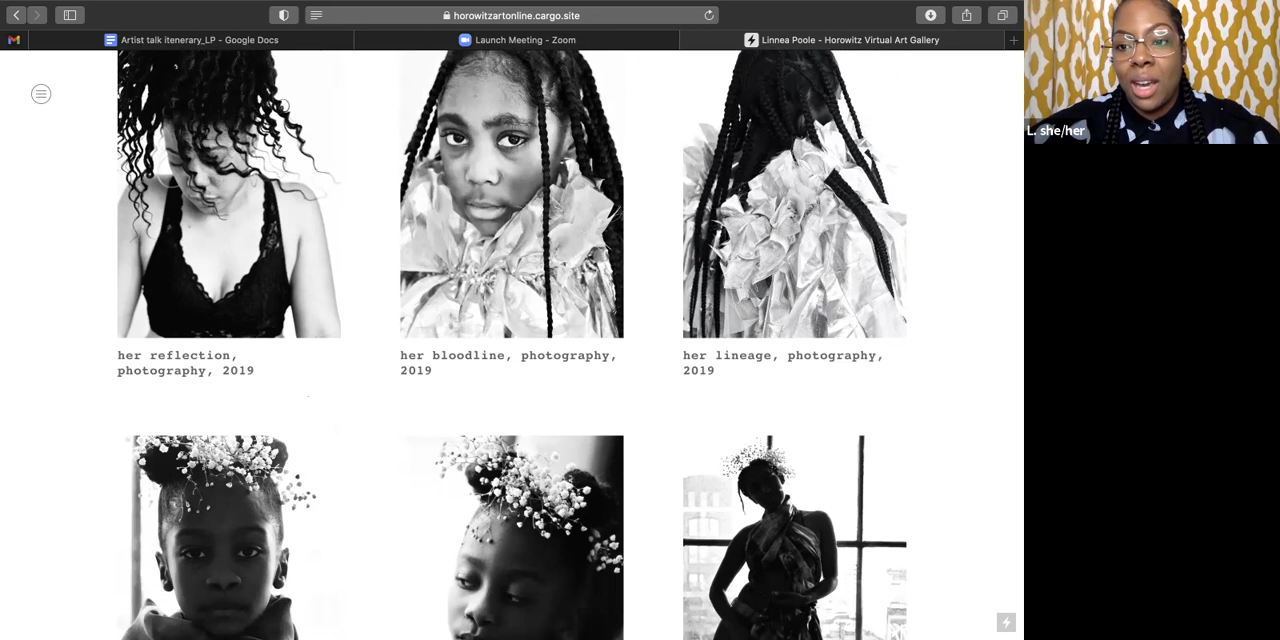 horowitzartonline.cargo.site
Artist talk itenerary_LP - Google Docs
Launch Meeting - Zoom
Linnea Poole - Horowitz Virtual Art Gallery
L. she/her
her reflection,
photography, 2019
her bloodline, photography,
2019
her lineage, photography,
2019